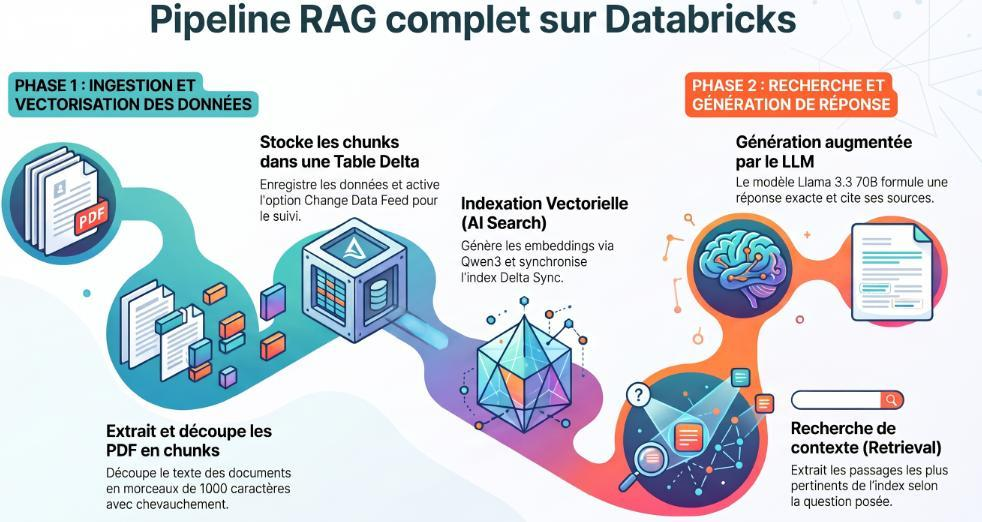 Pipeline RAG complet sur Databricks
PHASE 1 : INGESTION ET
VECTORISATION DES DONNÉES
PDF
Extrait et découpe les
PDF en chunks
Découpe le texte des documents
en morceaux de 1000 caractères
avec chevauchement.
Stocke les chunks
dans une Table Delta
Enregistre les données et active
l'option Change Data Feed pour
le suivi.
Indexation Vectorielle
(AI Search)
Génère les embeddings via
Qwen3 et synchronise
l'index Delta Sync.
PHASE 2 : RECHERCHE ET
GÉNÉRATION DE RÉPONSE
?
Recherche de
contexte (Retrieval)
Extrait les passages les plus
pertinents de l'index selon
la question posée.
Génération augmentée
par le LLM
Le modèle Llama 3.3 70B formule une
réponse exacte et cite ses sources.